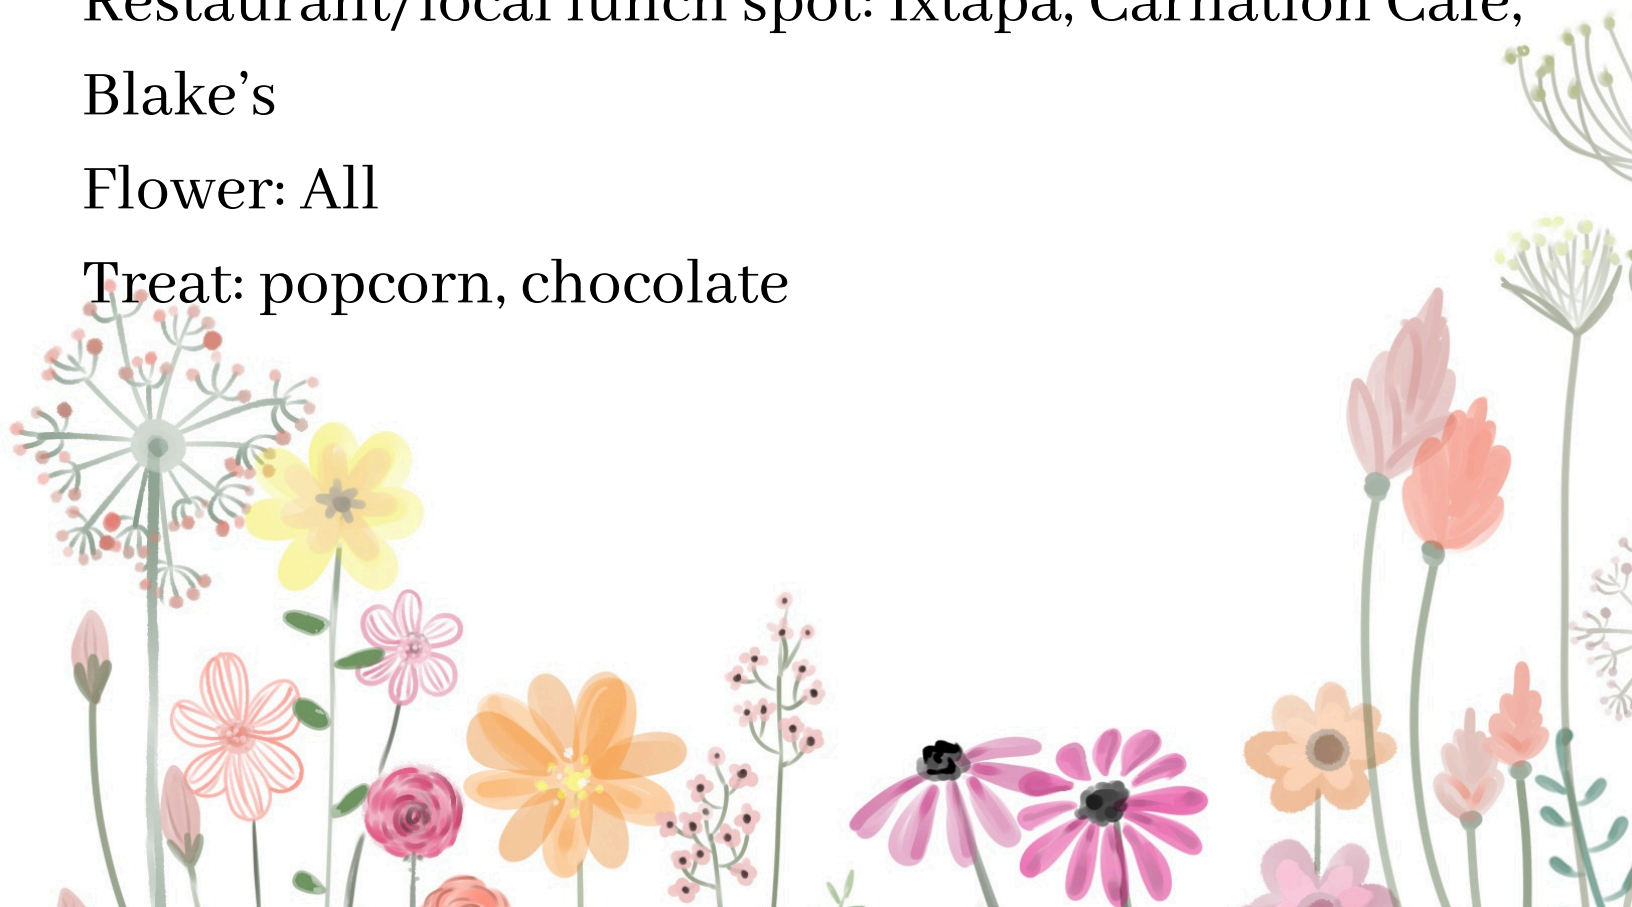 Restaurant/local lunch spot: Ixtapa, Carnation Cafe,
Blake’s
Flower: All
Treat: popcorn, chocolate